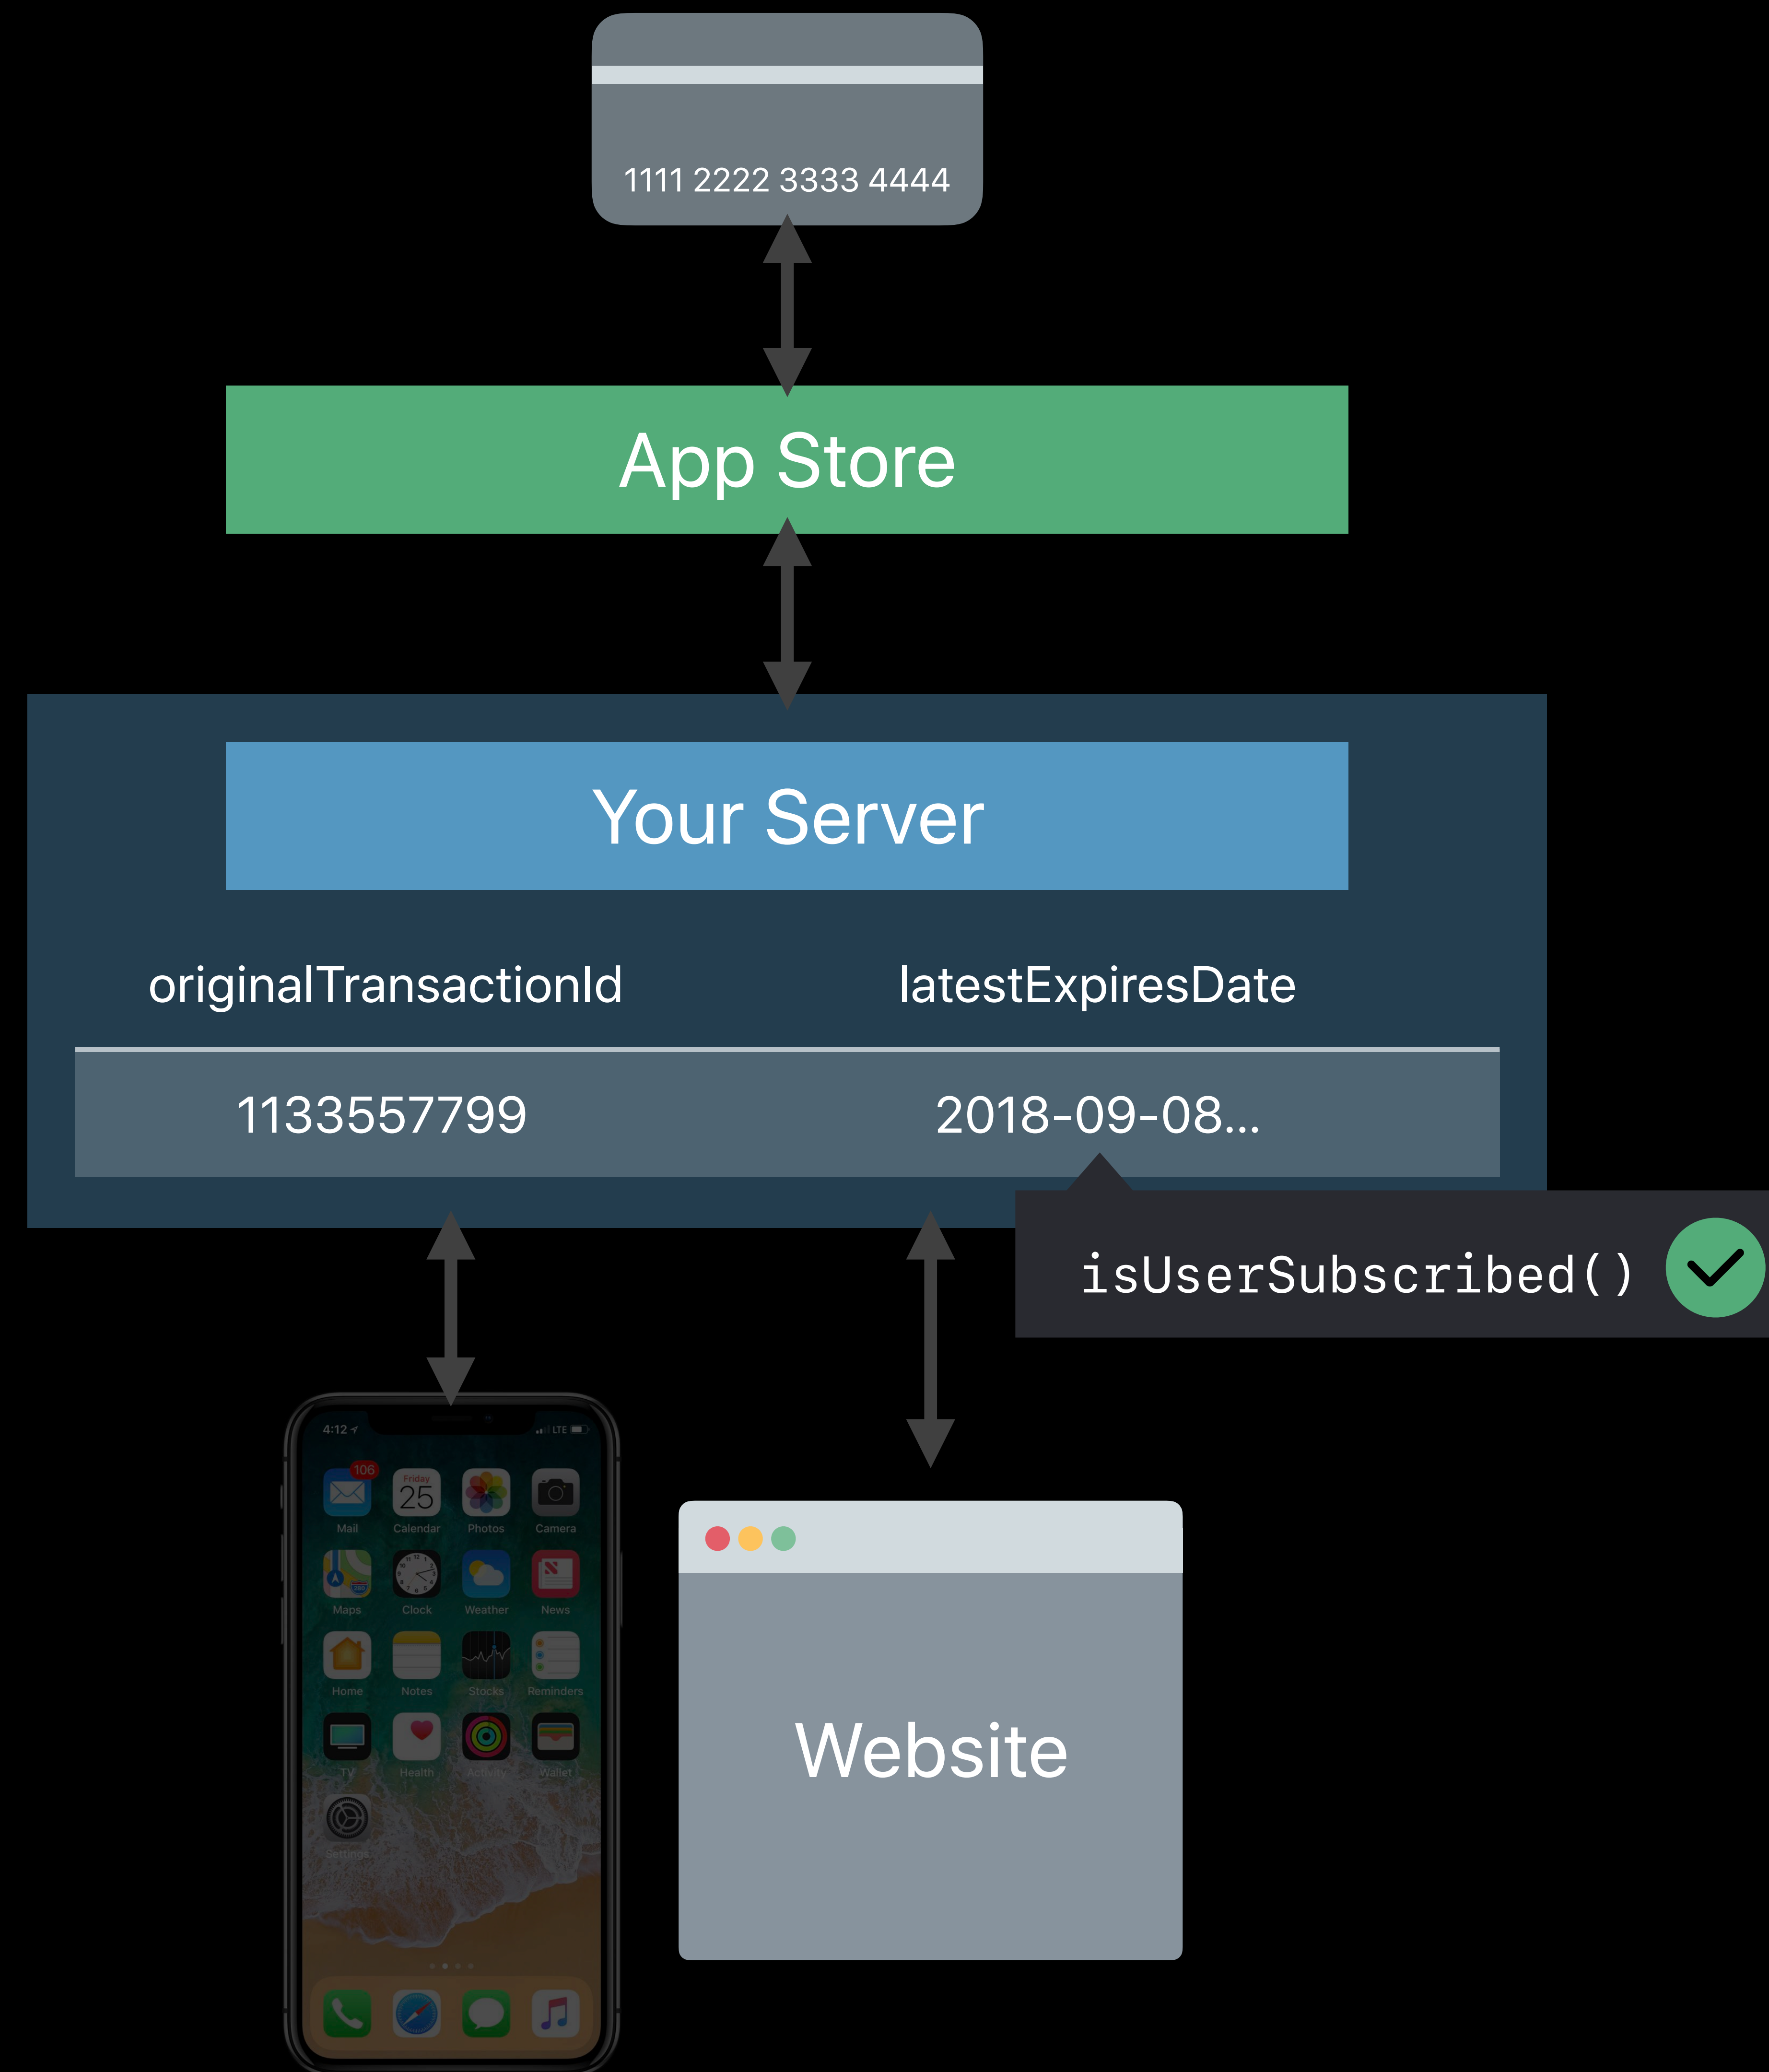 1111 2222 3333 4444
App Store
Your Server
originalTransactionId latestExpiresDate
1133557799 2018-09-08...
isUserSubscribed()
4:12 LTE
106
Friday
25
Mail Calendar Photos Camera
Maps Clock Weather News
Home Notes Stocks Reminders
TV Health Activity Wallet
Settings
Website